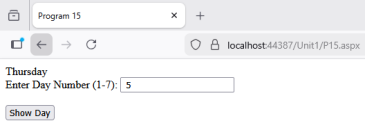 Program 15
localhost:44387/Unit1/P15.aspx
Thursday
Enter Day Number (1-7): 5
Show Day